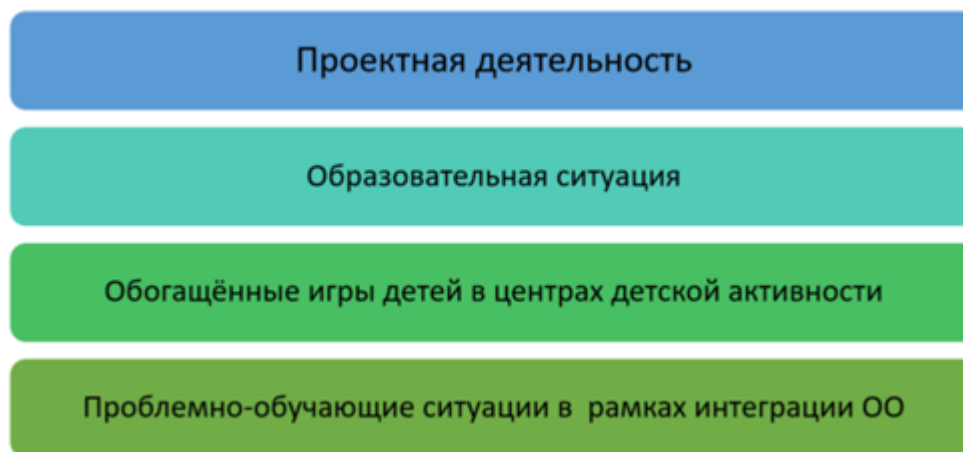 Проектная деятельность
Образовательная ситуация
Обогащённые игры детей в центрах детской активности
Проблемно-обучающие ситуации в рамках интеграции ОО